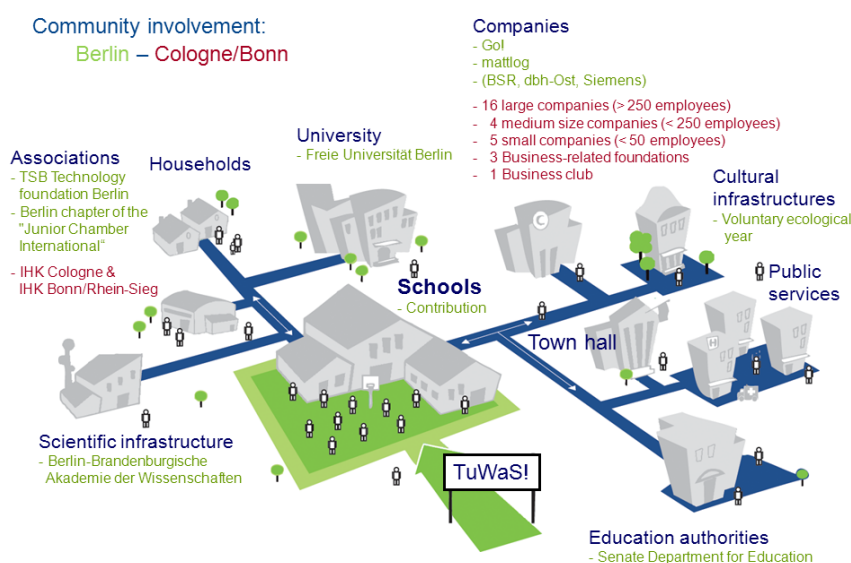 Community involvement:
Berlin – Cologne/Bonn
Companies
- Go!
- mattlog
- (BSR, dbh-Ost, Siemens)
- 16 large companies (> 250 employees)
- 4 medium size companies (< 250 employees)
- 5 small companies (< 50 employees)
- 3 Business-related foundations
- 1 Business club
University
- Freie Universität Berlin
Associations
- TSB Technology
foundation Berlin
- Berlin chapter of the
"Junior Chamber
International“
- IHK Cologne &
IHK Bonn/Rhein-Sieg
Households
Cultural
infrastructures
- Voluntary ecological
year
Public
services
Schools
- Contribution
Town hall
Scientific infrastructure
- Berlin-Brandenburgische
Akademie der Wissenschaften
TuWaS!
Education authorities
- Senate Department for Education
C
H